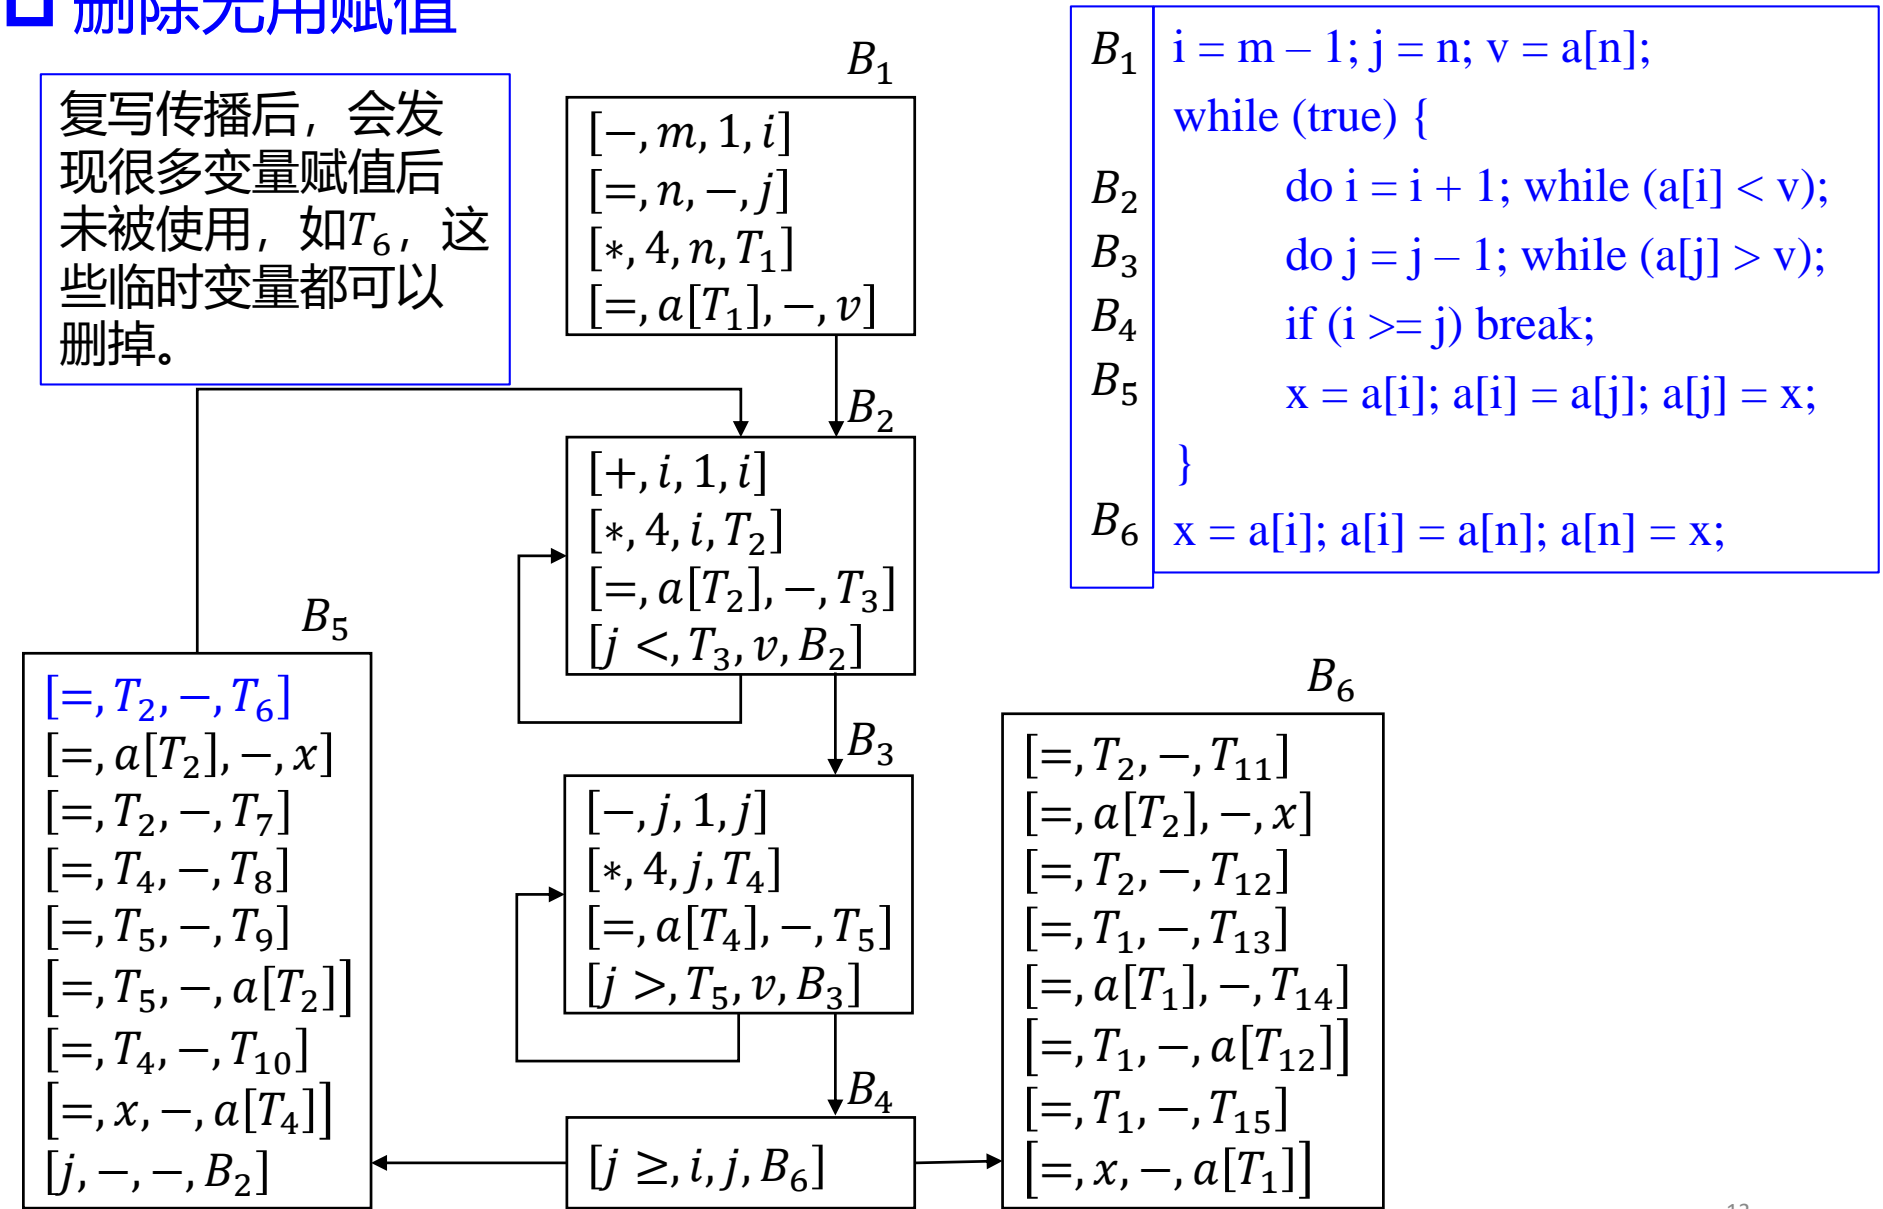 删除无用赋值
复写传播后，会发
现很多变量赋值后
未被使用，如T₆，这
些临时变量都可以
删掉。
B₁
[−, m, 1, i]
[=, n, −, j]
[∗, 4, n, T₁]
[=, a[T₁], −, v]
B₂
[+, i, 1, i]
[∗, 4, i, T₂]
[=, a[T₂], −, T₃]
[j <, T₃, v, B₂]
B₃
[−, j, 1, j]
[∗, 4, j, T₄]
[=, a[T₄], −, T₅]
[j >, T₅, v, B₃]
B₄
[j ≥, i, j, B₆]
B₅
[=, T₂, −, T₆]
[=, a[T₂], −, x]
[=, T₂, −, T₇]
[=, T₄, −, T₈]
[=, T₅, −, T₉]
[=, T₅, −, a[T₂]]
[=, T₄, −, T₁₀]
[=, x, −, a[T₄]]
[j, −, −, B₂]
B₆
[=, T₂, −, T₁₁]
[=, a[T₂], −, x]
[=, T₂, −, T₁₂]
[=, T₁, −, T₁₃]
[=, a[T₁], −, T₁₄]
[=, T₁, −, a[T₁₂]]
[=, T₁, −, T₁₅]
[=, x, −, a[T₁]]
B₁ i = m – 1; j = n; v = a[n];
while (true) {
B₂ do i = i + 1; while (a[i] < v);
B₃ do j = j – 1; while (a[j] > v);
B₄ if (i >= j) break;
B₅ x = a[i]; a[i] = a[j]; a[j] = x;
}
B₆ x = a[i]; a[i] = a[n]; a[n] = x;